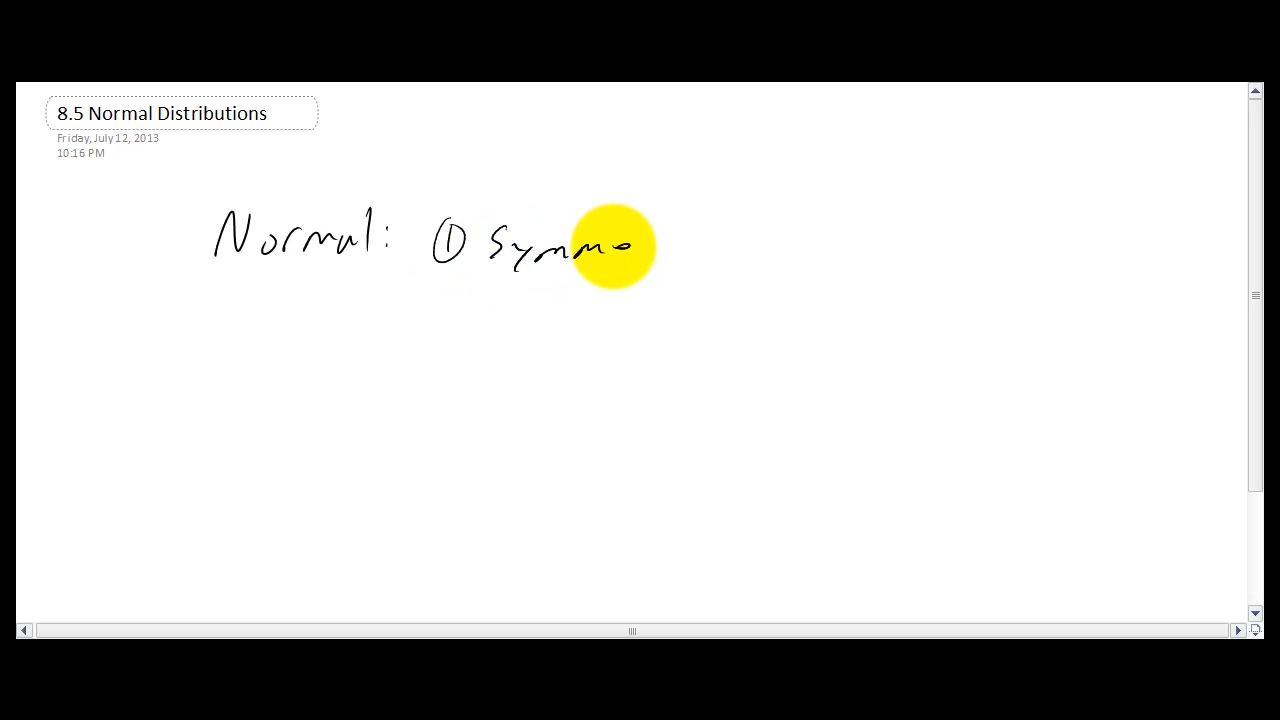 8.5 Normal Distributions
Friday, July 12, 2013
10:16 PM
Normal: ① Symme